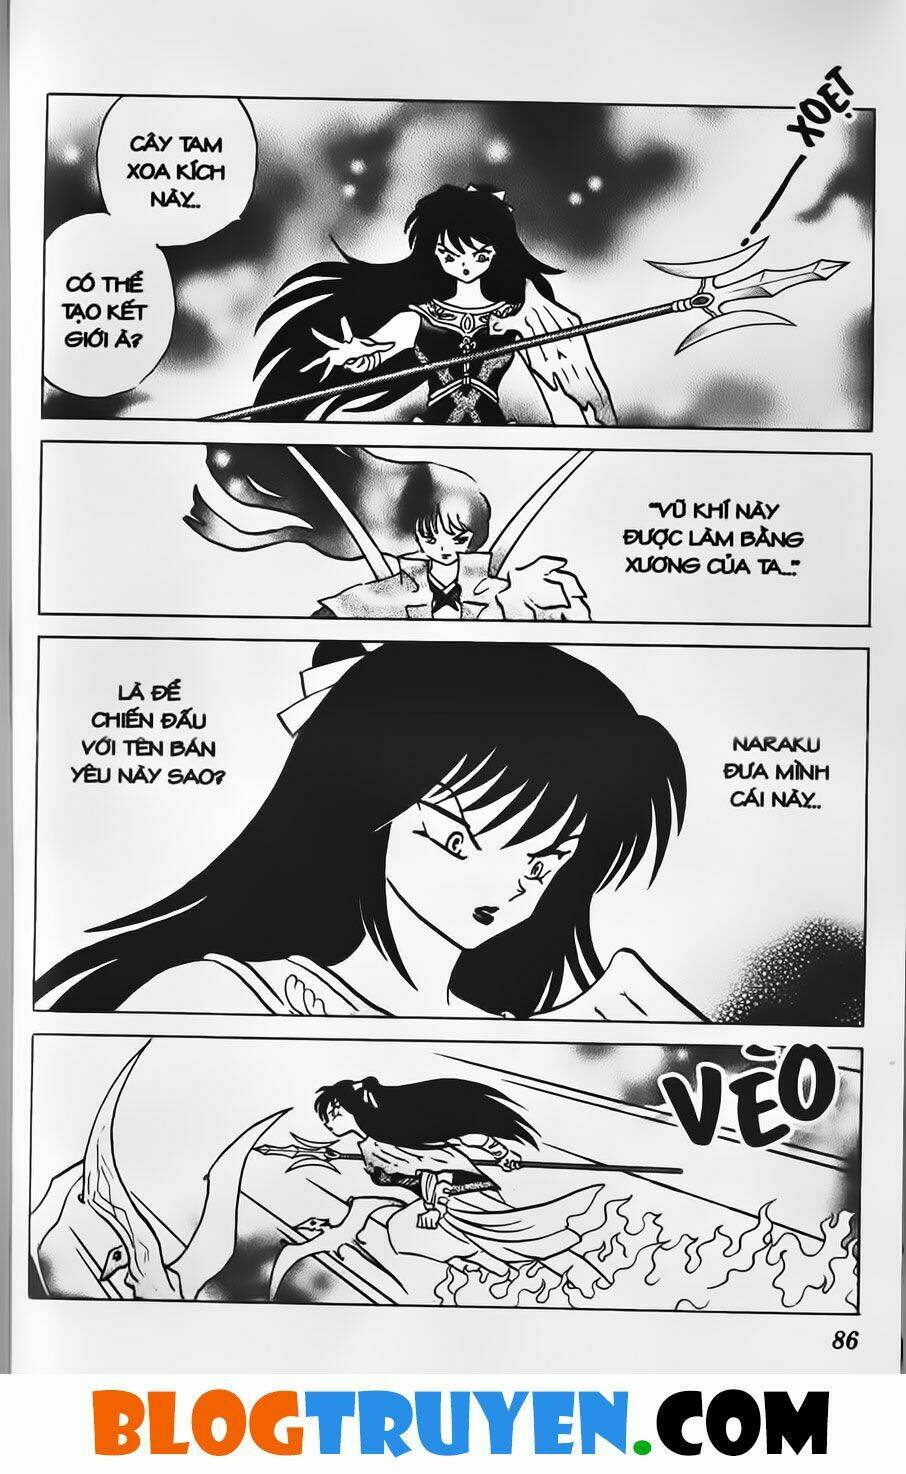 XOẸT
CÂY TAM
XOA KÍCH
NÀY...
CÓ THỂ
TẠO KẾT
GIỚI À?
"VŨ KHÍ NÀY
ĐƯỢC LÀM BẰNG
XƯƠNG CỦA TA..."
NARAKU
ĐƯA MÌNH
CÁI NÀY...
LÀ ĐỂ
CHIẾN ĐẤU
VỚI TÊN BÁN
YÊU NÀY SAO?
VÈO
86
BLOGTRUYEN.COM